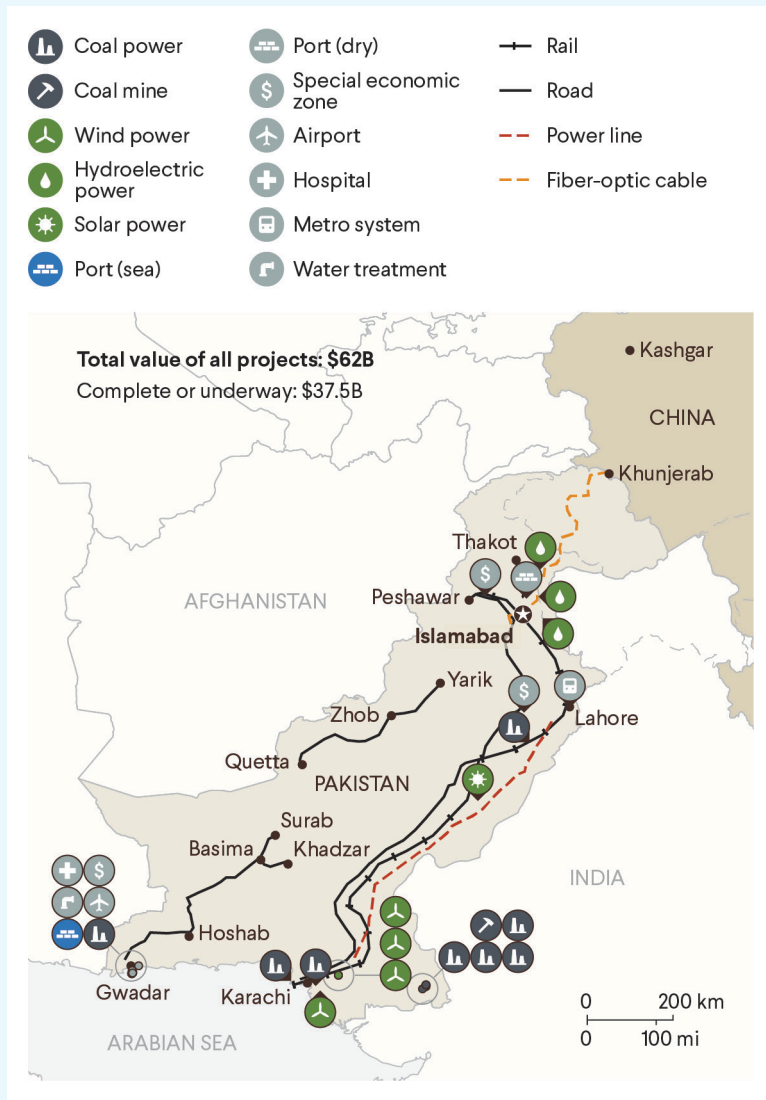 Coal power
Coal mine
Wind power
Hydroelectric
power
Solar power
Port (sea)
Port (dry)
Special economic
zone
Airport
Hospital
Metro system
Water treatment
Rail
Road
Power line
Fiber-optic cable
Total value of all projects: $62B
Complete or underway: $37.5B
Kashgar
CHINA
Khunjerab
Thakot
AFGHANISTAN
Peshawar
Islamabad
Yarik
Zhob
Lahore
Quetta
PAKISTAN
Surab
Basima
Khadzar
INDIA
Hoshab
Gwadar
Karachi
ARABIAN SEA
0 200 km
0 100 mi